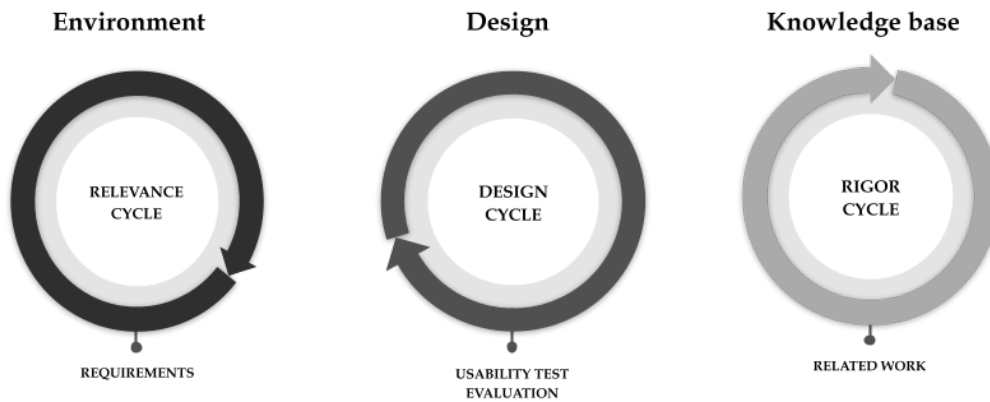 Environment
RELEVANCE
CYCLE
REQUIREMENTS
Design
DESIGN
CYCLE
USABILITY TEST
EVALUATION
Knowledge base
RIGOR
CYCLE
RELATED WORK